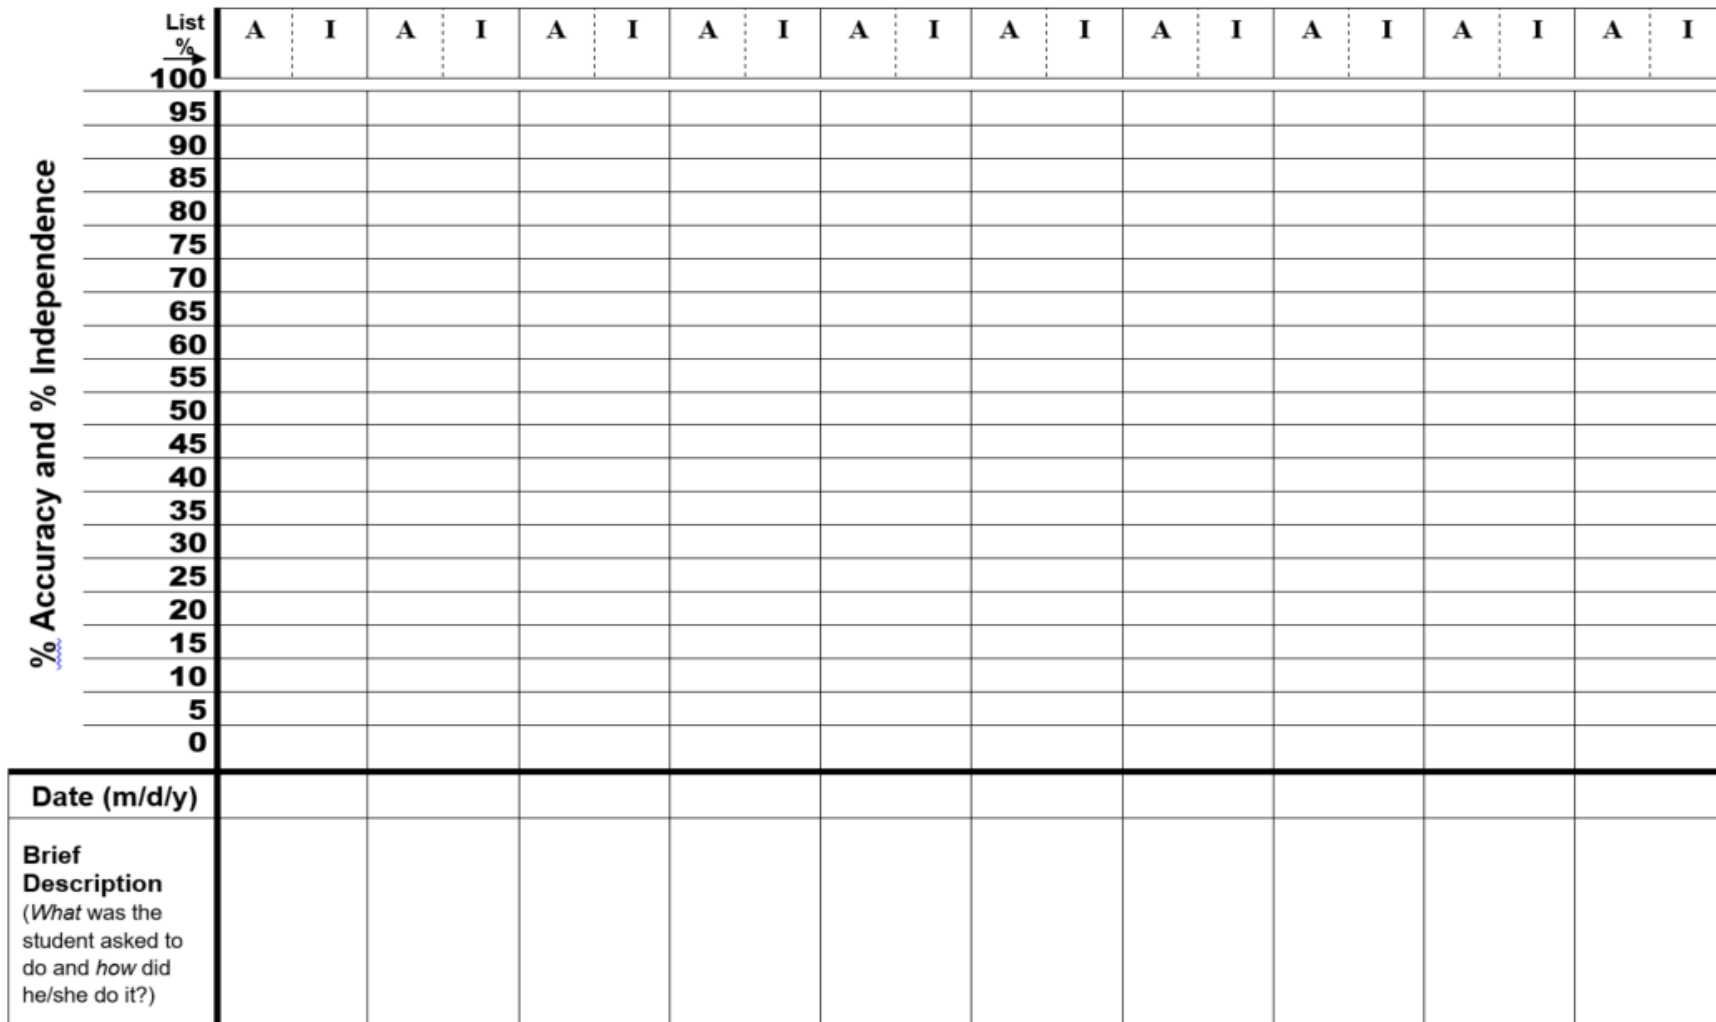 List
%
A I A I A I A I A I A I A I A I A I A I
100
95
90
85
80
75
70
65
60
55
50
45
40
35
30
25
20
15
10
5
0
% Accuracy and % Independence
Date (m/d/y)
Brief
Description
(What was the
student asked to
do and how did
he/she do it?)